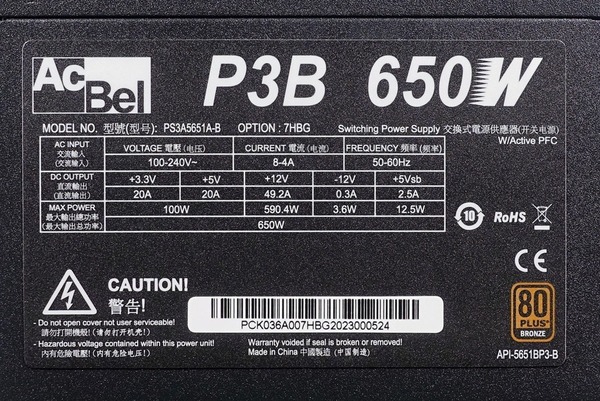 AcBel P3B 650W
MODEL NO. 型號(型号): PS3A5651A-B OPTION : 7HBG Switching Power Supply 交換式電源供應器(开关电源)
W/Active PFC
AC INPUT 交流輸入 (交流输入) VOLTAGE 電壓 (电压) CURRENT 電流 (电流) FREQUENCY 頻率 (频率)
100-240V~ 8-4A 50-60Hz
DC OUTPUT 直流輸出 (直流输出) +3.3V +5V +12V -12V +5Vsb
20A 20A 49.2A 0.3A 2.5A
MAX POWER 最大輸出總功率 (最大输出总功率) 100W 590.4W 3.6W 12.5W
650W
10 RoHS
CE
CAUTION!
警告!
- Do not open cover not user serviceable!
請勿打開機殼! (请勿打开机壳!)
- Hazardous voltage contained within this power unit!
內有危險電壓! (内有危险电压!)
PCK036A007HBG2023000524
Warranty voided if seal is broken or removed!
Made in China 中國製造 (中国制造)
80 PLUS
BRONZE
API-5651BP3-B